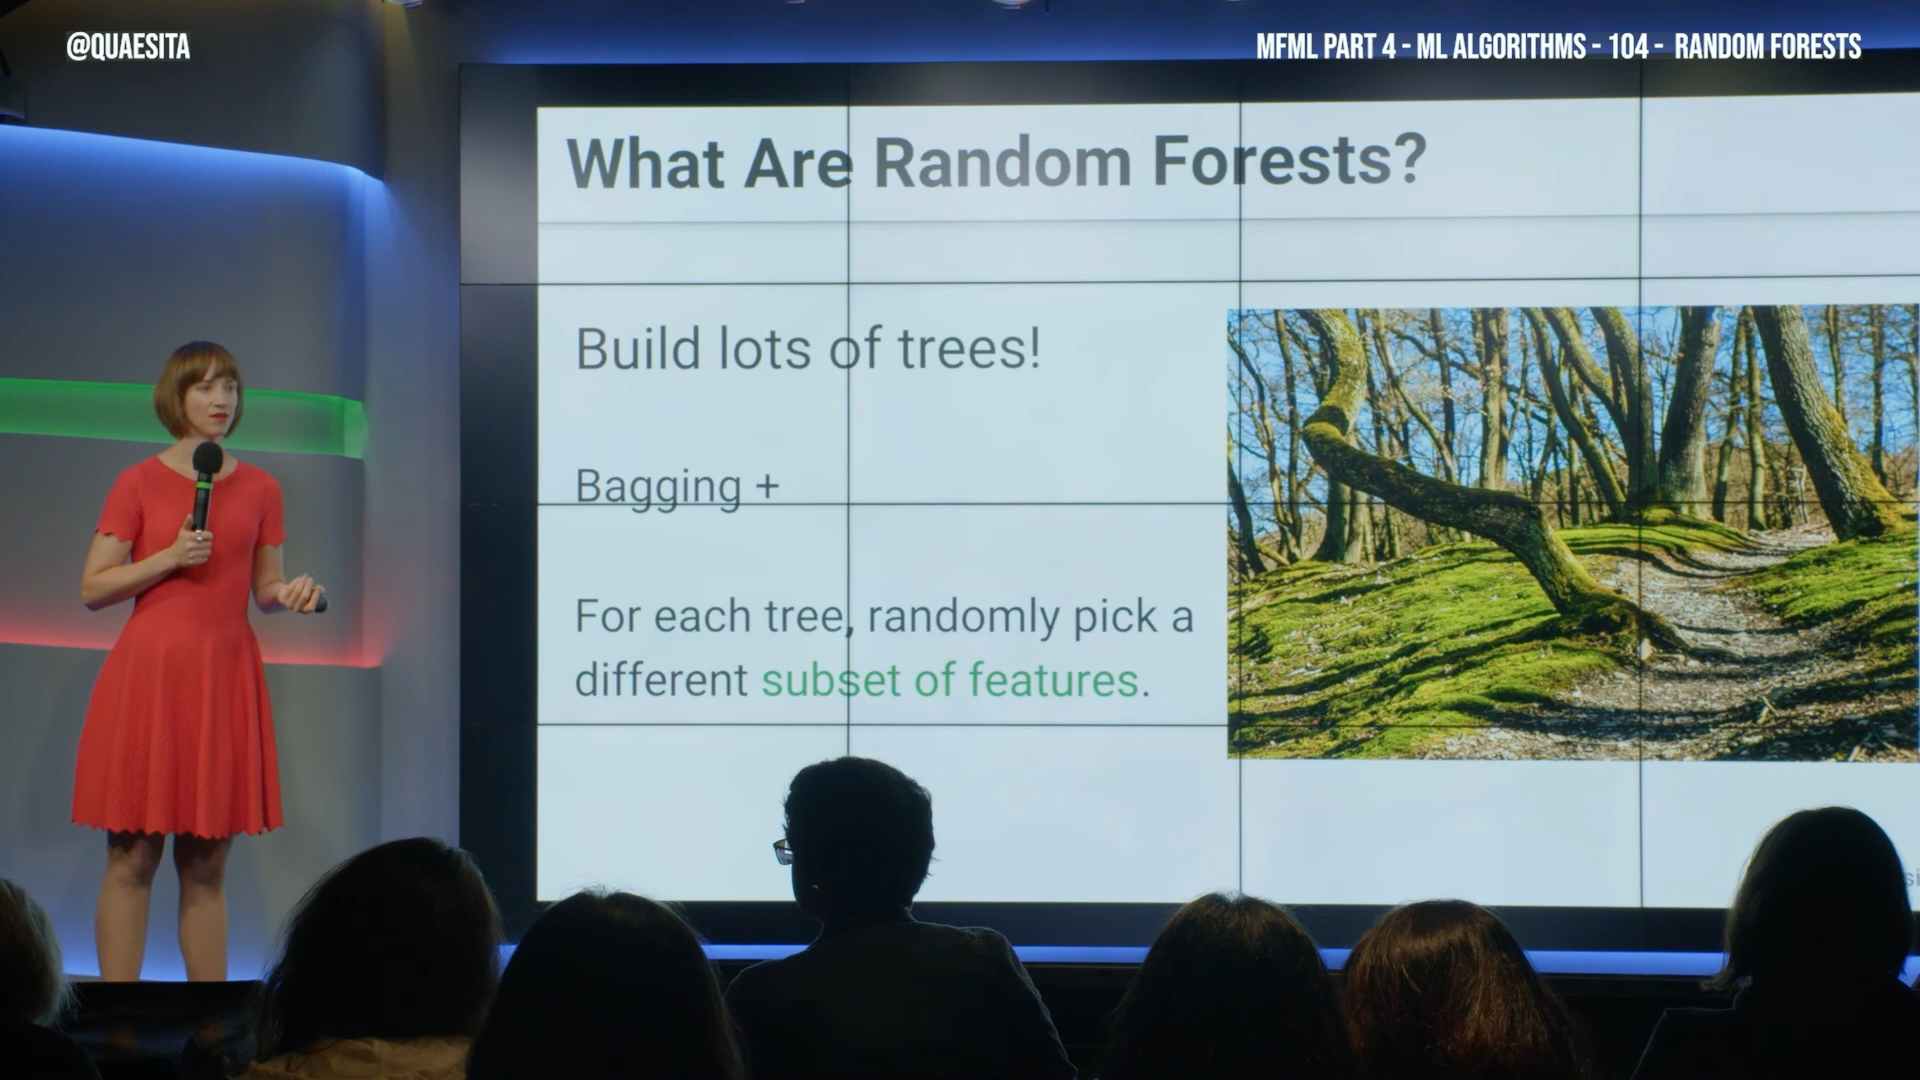 @QUAESITA
MFML PART 4 - ML ALGORITHMS - 104 - RANDOM FORESTS
What Are Random Forests?
Build lots of trees!
Bagging +
For each tree, randomly pick a
different subset of features.